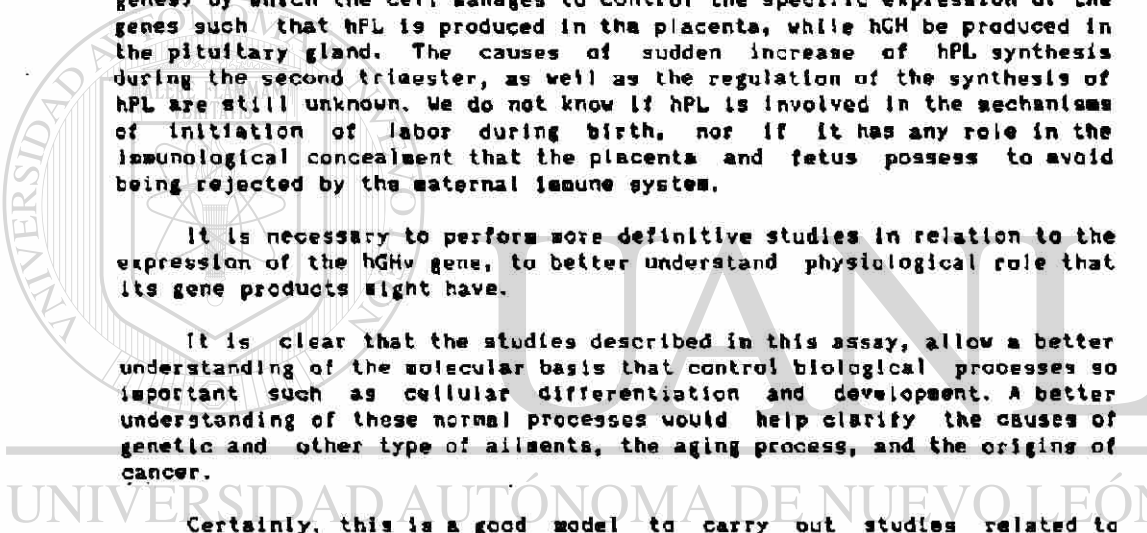 genes) by which the cell manages to control the specific expression of the
genes such that hPL is produced in the placenta, while hGH be produced in
the pituitary gland. The causes of sudden increase of hPL synthesis
during the second trimester, as well as the regulation of the synthesis of
hPL are still unknown. We do not know if hPL is involved in the mechanisms
of initiation of labor during birth, nor if it has any role in the
immunological concealment that the placenta and fetus possess to avoid
being rejected by the maternal immune system.
It is necessary to perform more definitive studies in relation to the
expression of the hGHv gene, to better understand physiological role that
its gene products might have.
It is clear that the studies described in this assay, allow a better
understanding of the molecular basis that control biological processes so
important such as cellular differentiation and development. A better
understanding of these normal processes would help clarify the causes of
genetic and other type of ailments, the aging process, and the origins of
cancer.
Certainly, this is a good model to carry out studies related to
UANL
UNIVERSIDAD AUTÓNOMA DE NUEVO LEÓN
ALERE FLAMMAM
VERITATIS